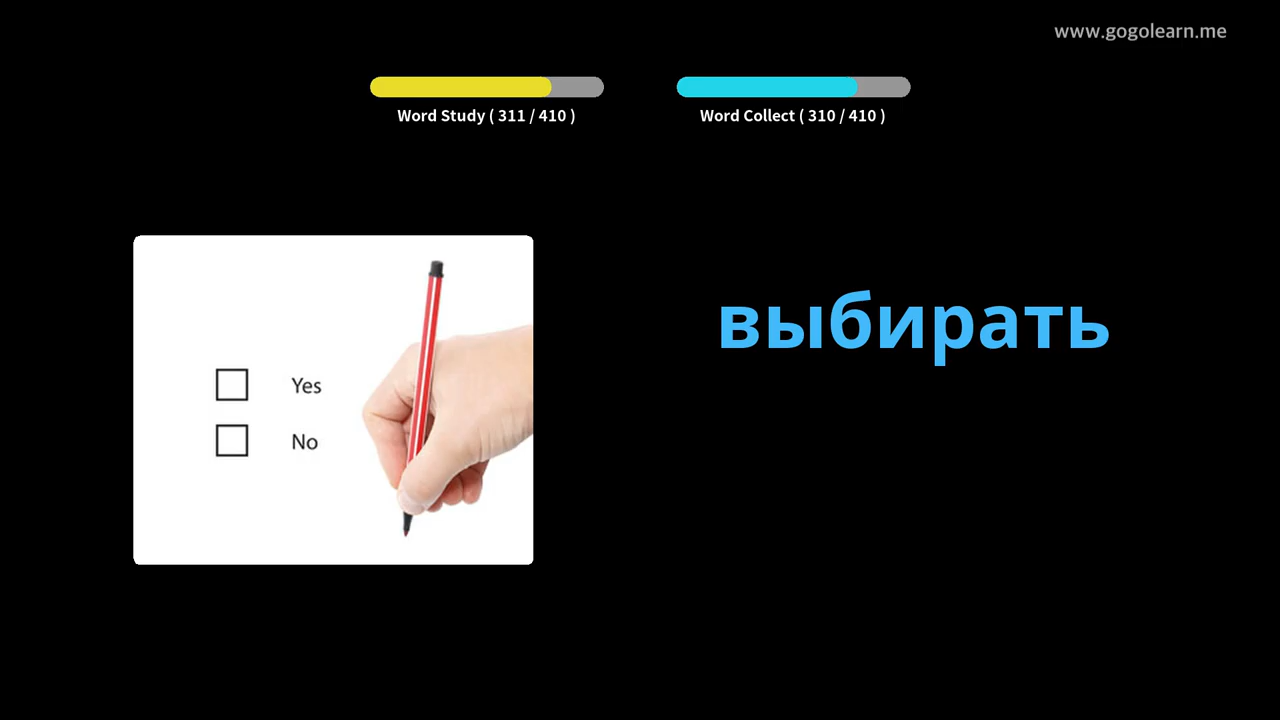 www.gogolearn.me
Word Study ( 311 / 410 )
Word Collect ( 310 / 410 )
выбирать
Yes
No